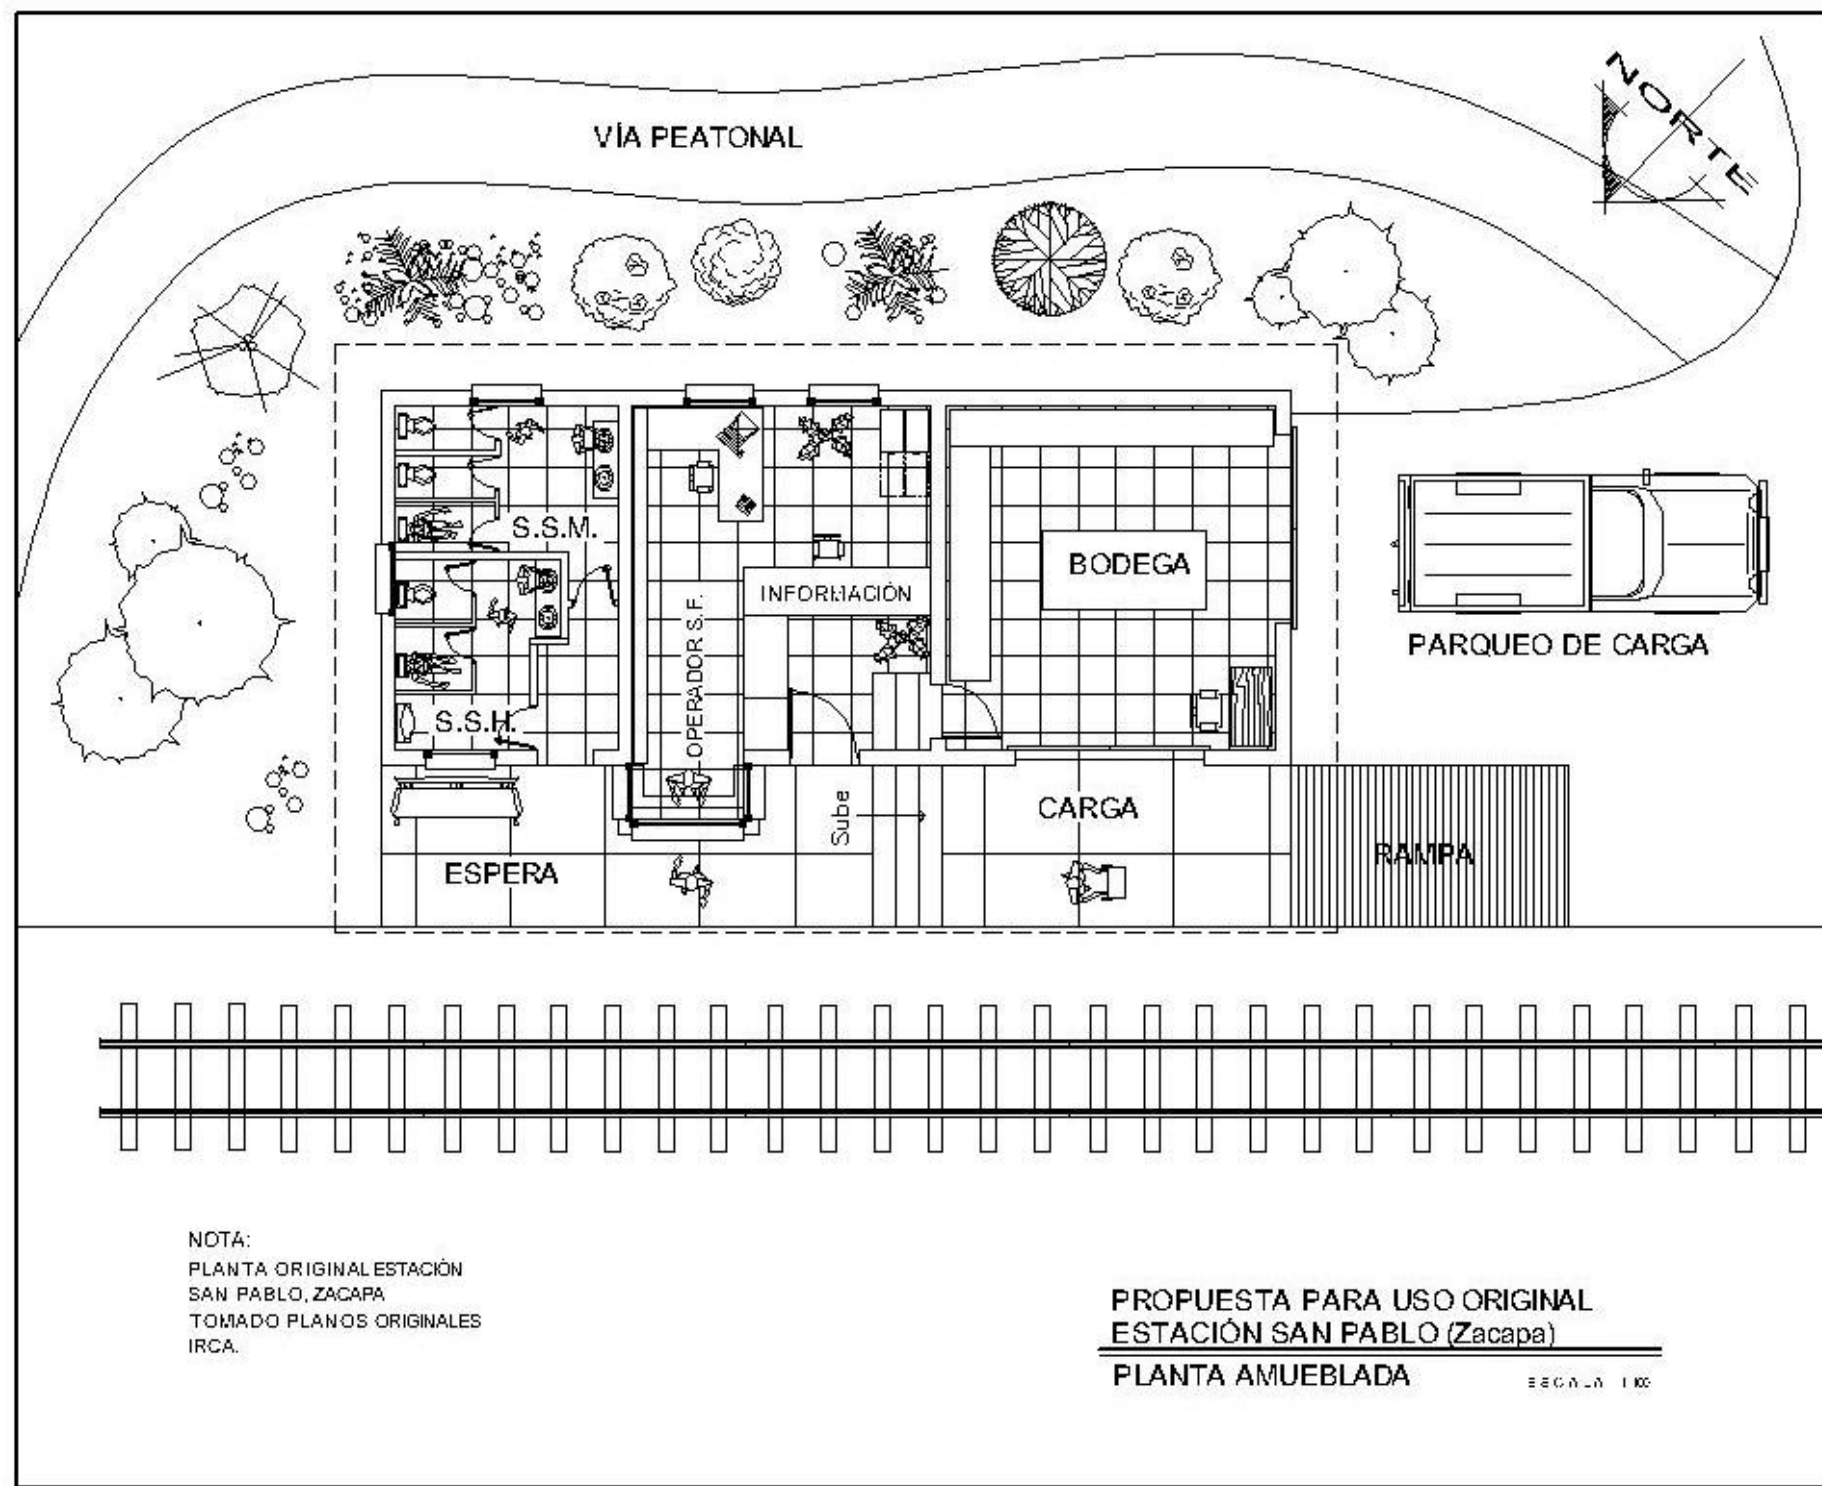 VÍA PEATONAL
NORTE
S.S.M.
BODEGA
INFORMACIÓN
OPERADOR S.F.
PARQUEO DE CARGA
S.S.H.
Sube
CARGA
ESPERA
RAMPA
NOTA:
PLANTA ORIGINAL ESTACIÓN
SAN PABLO, ZACAPA
TOMADO PLANOS ORIGINALES
IRCA.
PROPUESTA PARA USO ORIGINAL
ESTACIÓN SAN PABLO (Zacapa)
PLANTA AMUEBLADA
ESCALA